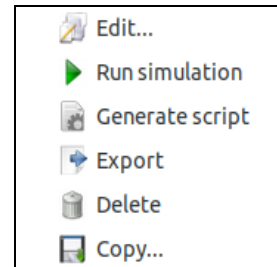 Edit...
Run simulation
Generate script
Export
Delete
Copy...